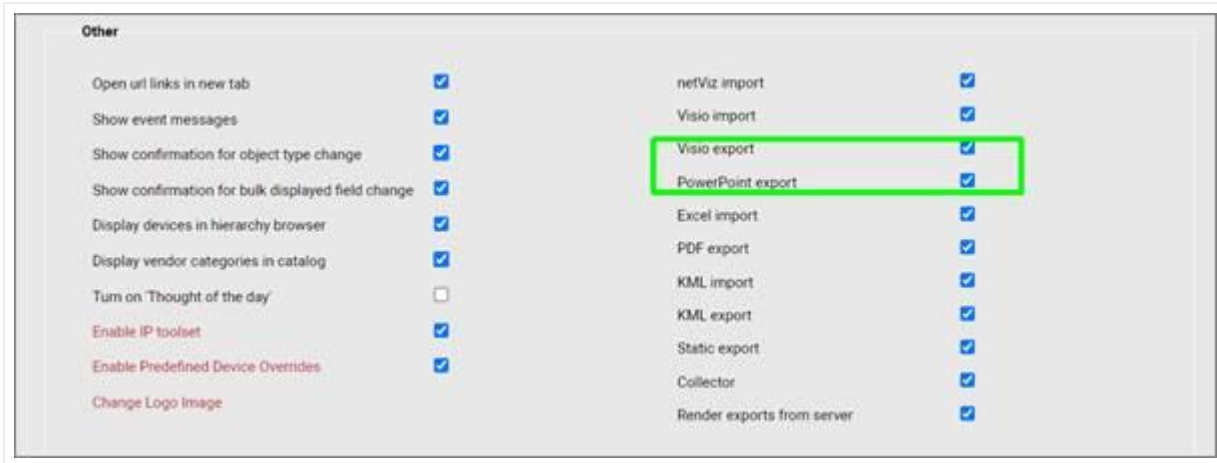 Other
Open url links in new tab
Show event messages
Show confirmation for object type change
Show confirmation for bulk displayed field change
Display devices in hierarchy browser
Display vendor categories in catalog
Turn on 'Thought of the day'
Enable IP toolset
Enable Predefined Device Overrides
Change Logo Image
netViz import
Visio import
Visio export
PowerPoint export
Excel import
PDF export
KML import
KML export
Static export
Collector
Render exports from server